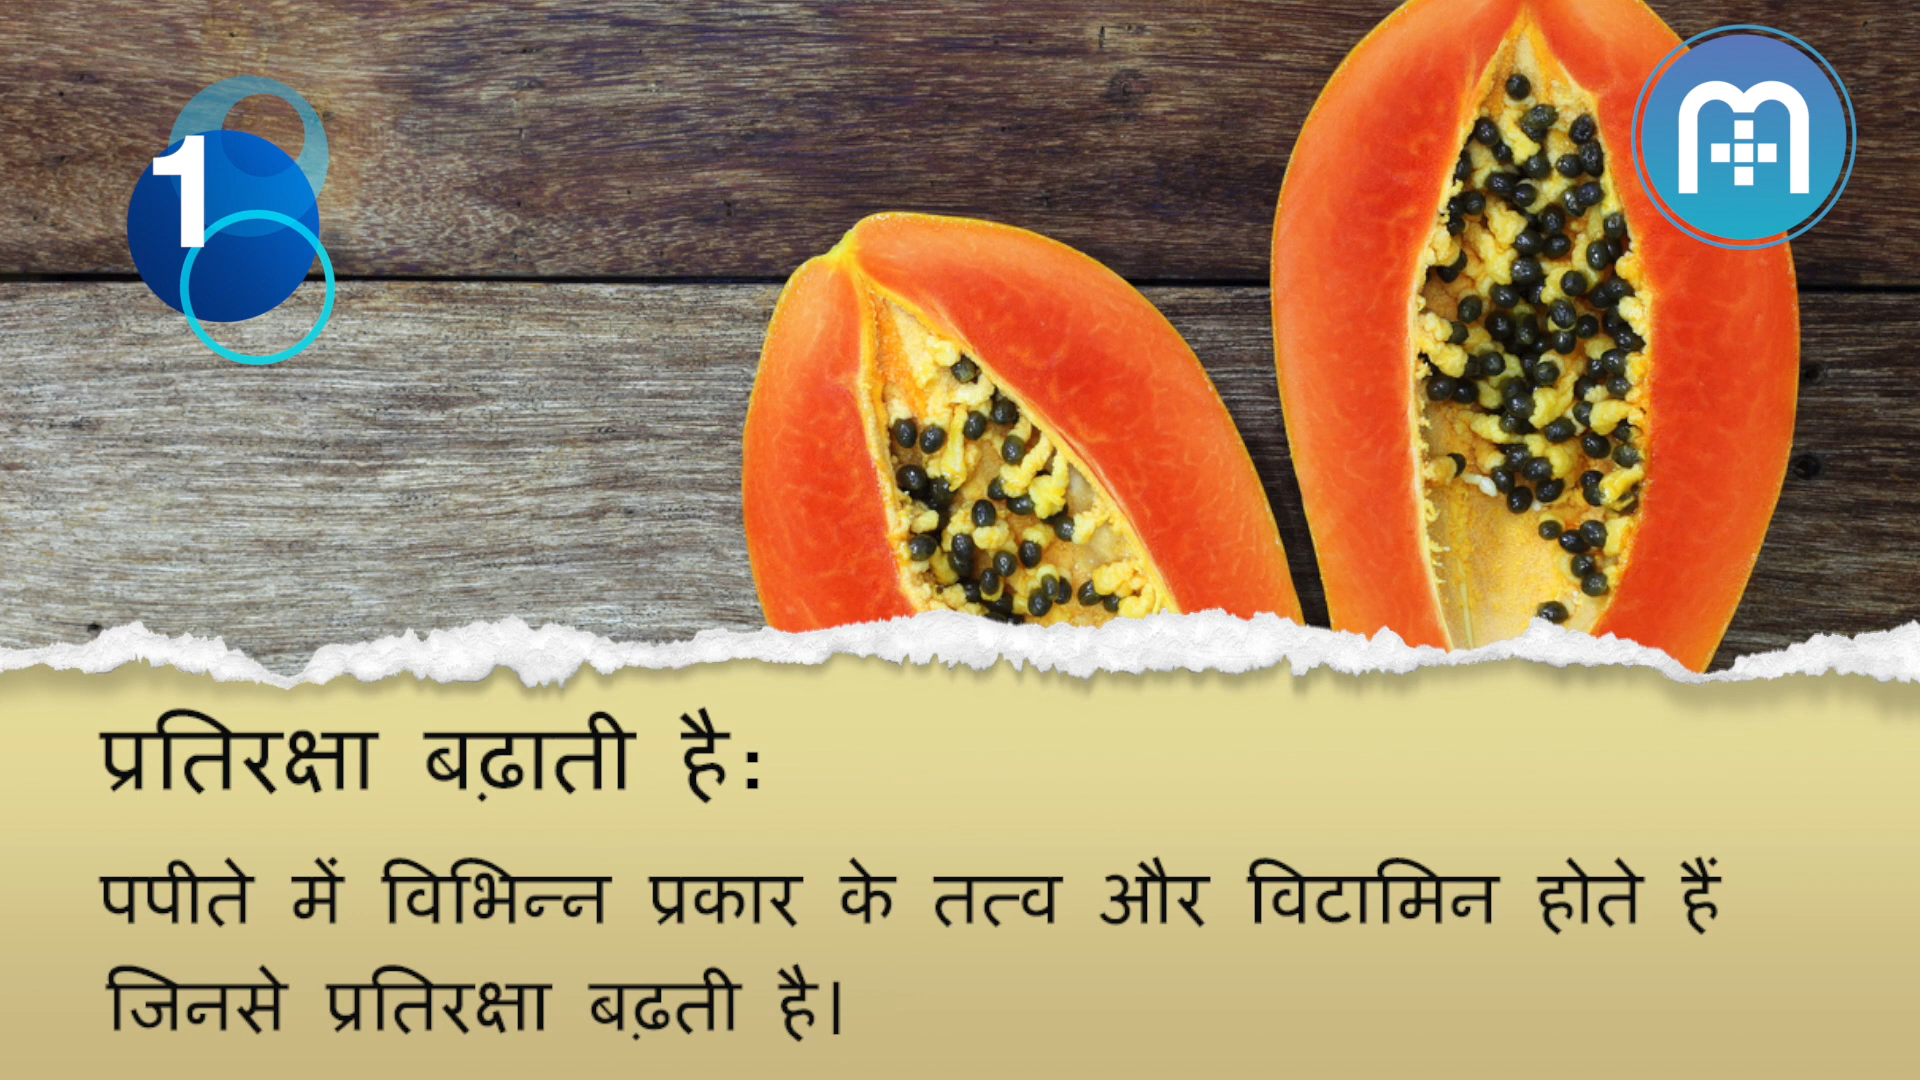 1
प्रतिरक्षा बढ़ाती है:
पपीते में विभिन्न प्रकार के तत्व और विटामिन होते हैं
जिनसे प्रतिरक्षा बढ़ती है।